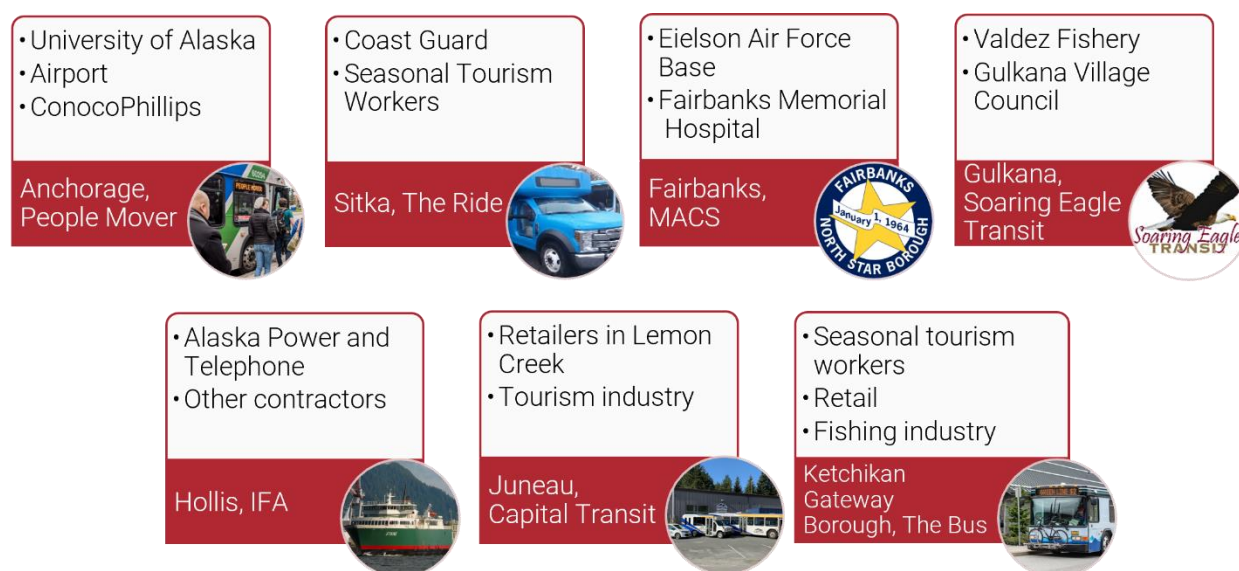 • University of Alaska
• Airport
• ConocoPhillips
Anchorage,
People Mover
PEOPLE MOVER
• Coast Guard
• Seasonal Tourism
Workers
Sitka, The Ride
• Eielson Air Force
Base
• Fairbanks Memorial
Hospital
Fairbanks,
MACS
FAIRBANKS
January 1, 1964
NORTH STAR BOROUGH
• Valdez Fishery
• Gulkana Village
Council
Gulkana,
Soaring Eagle
Transit
Soaring Eagle
TRANSIT
• Alaska Power and
Telephone
• Other contractors
Hollis, IFA
• Retailers in Lemon
Creek
• Tourism industry
Juneau,
Capital Transit
• Seasonal tourism
workers
• Retail
• Fishing industry
Ketchikan
Gateway
Borough, The Bus